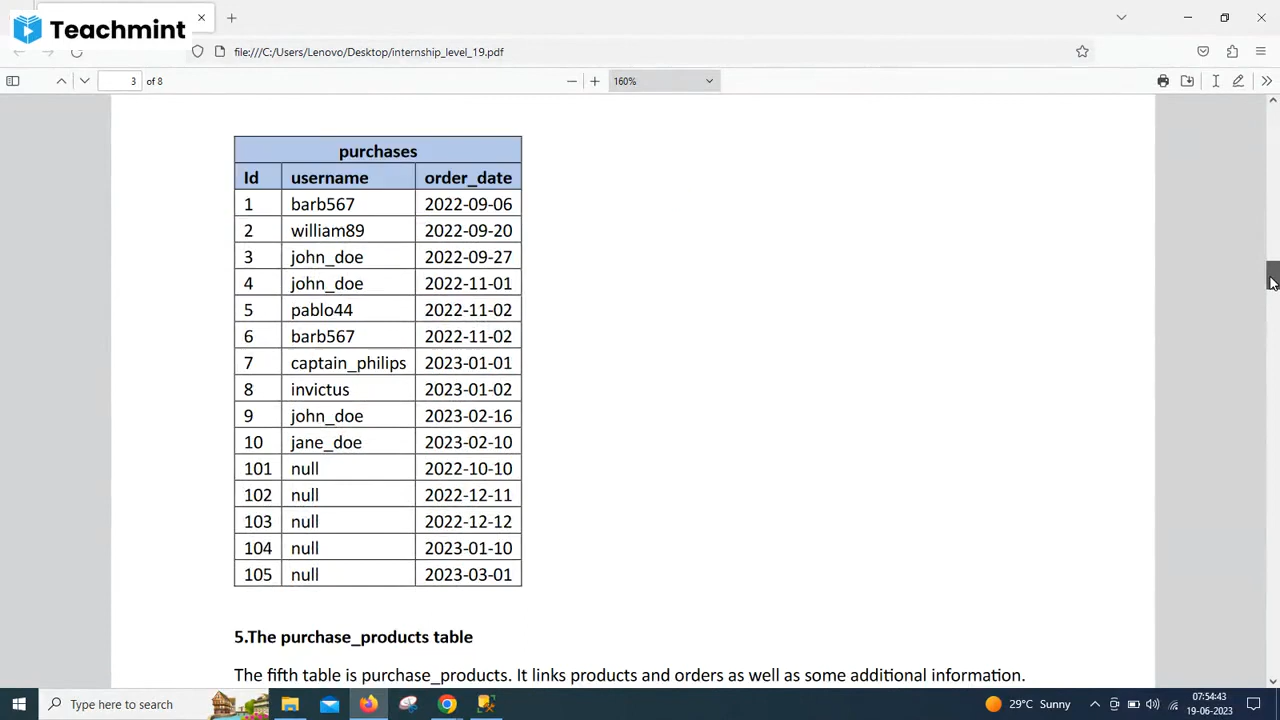 Teachmint
file:///C:/Users/Lenovo/Desktop/internship_level_19.pdf
3 of 8
160%
purchases
Id username order_date
1 barb567 2022-09-06
2 william89 2022-09-20
3 john_doe 2022-09-27
4 john_doe 2022-11-01
5 pablo44 2022-11-02
6 barb567 2022-11-02
7 captain_philips 2023-01-01
8 invictus 2023-01-02
9 john_doe 2023-02-16
10 jane_doe 2023-02-10
101 null 2022-10-10
102 null 2022-12-11
103 null 2022-12-12
104 null 2023-01-10
105 null 2023-03-01
5.The purchase_products table
The fifth table is purchase_products. It links products and orders as well as some additional information.
Type here to search
29°C Sunny
07:54:43
19-06-2023